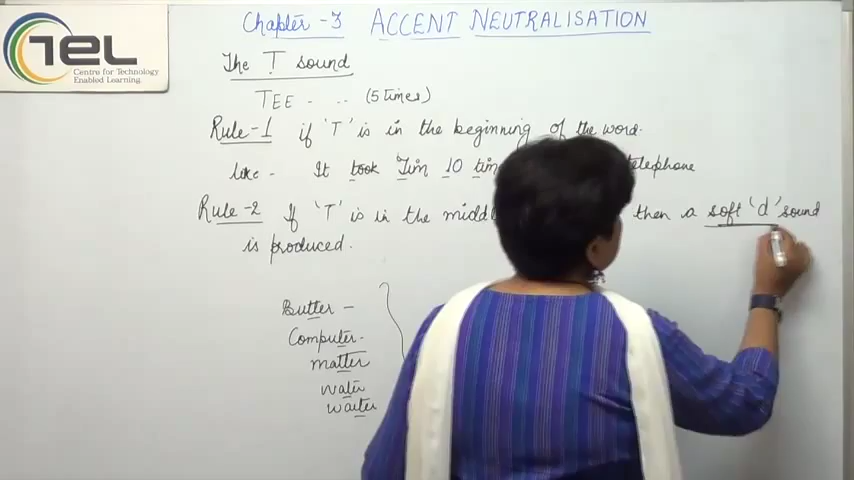 TEL
Centre for Technology
Enabled Learning
Chapter -3 ACCENT NEUTRALISATION
The T sound
TEE - .. (5 times)
Rule-1 if 'T' is in the beginning of the word.
like - It took Tim 10 telephone
Rule-2 If 'T' is in the then a soft 'd' sound
is produced.
Butter -
Computer-
matter
water
waiter